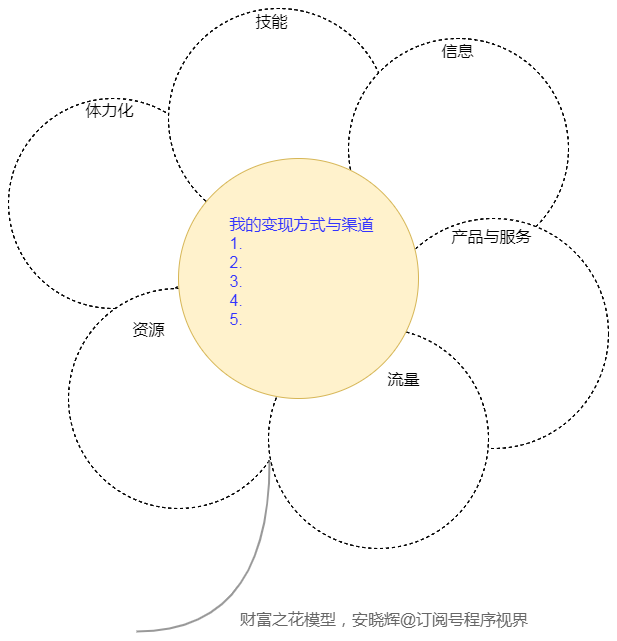 技能
信息
体力化
我的变现方式与渠道
1.
2.
3.
4.
5.
产品与服务
资源
流量
财富之花模型，安晓辉@订阅号程序视界